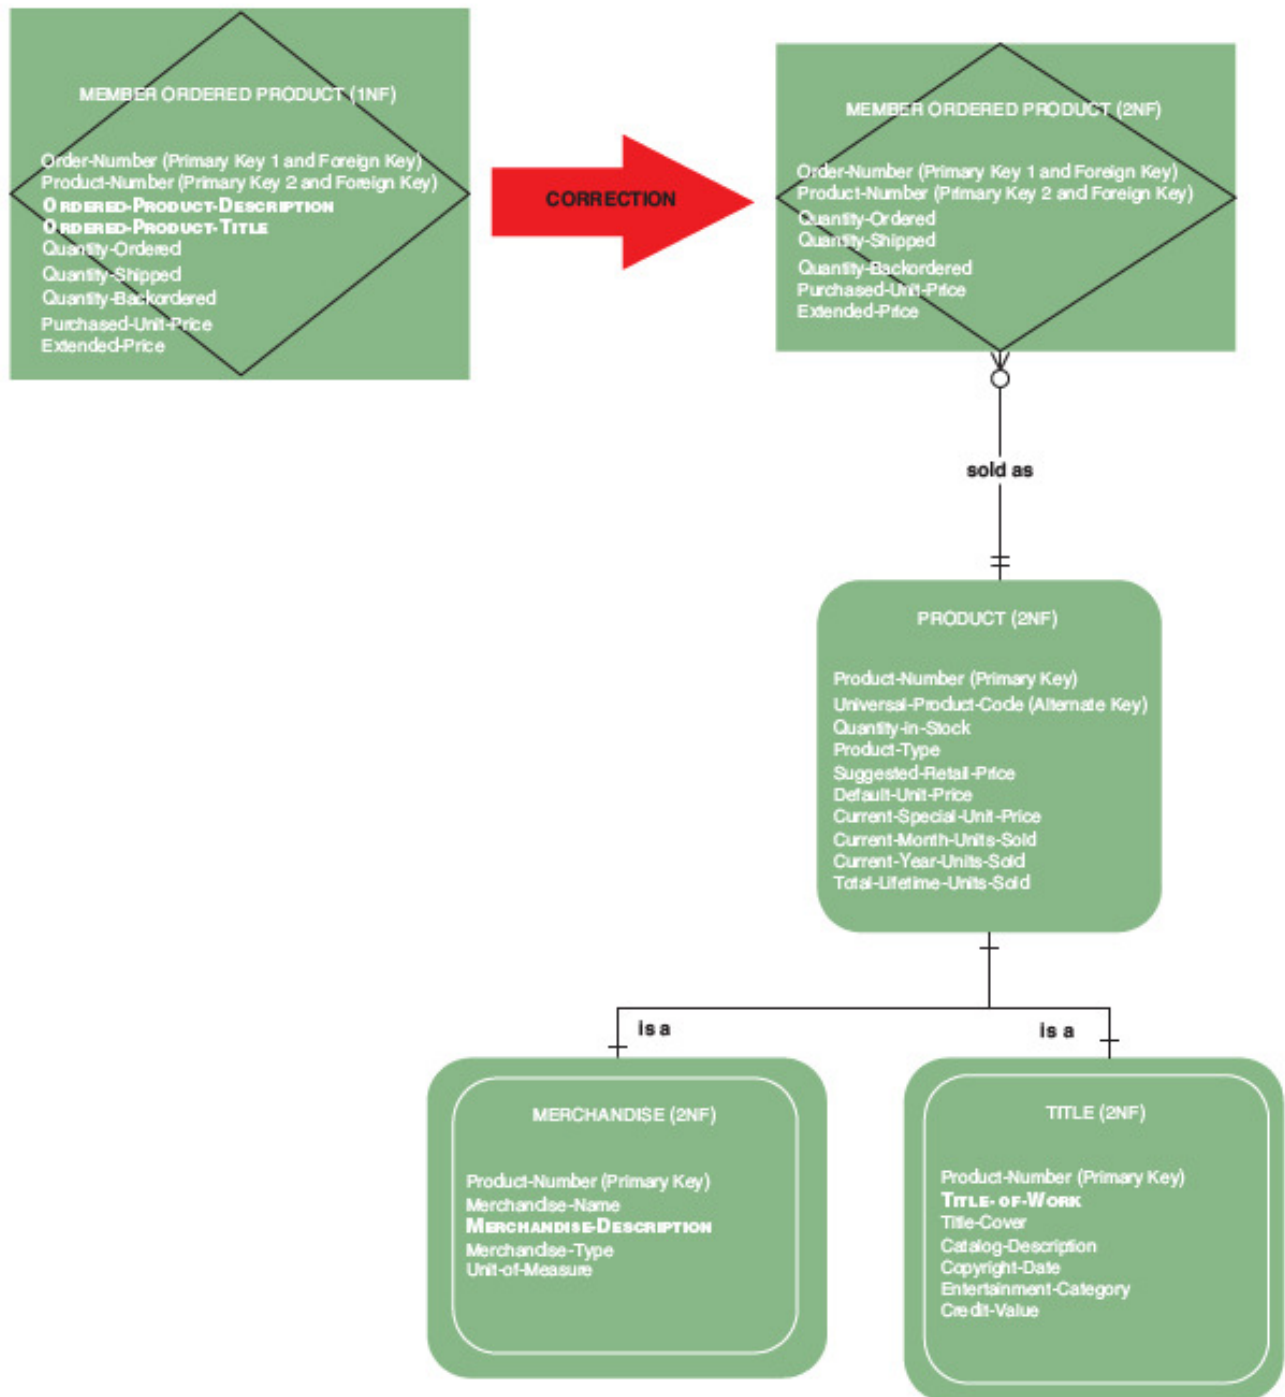 MEMBER ORDERED PRODUCT (1NF)
Order-Number (Primary Key 1 and Foreign Key)
Product-Number (Primary Key 2 and Foreign Key)
ORDERED-PRODUCT-DESCRIPTION
ORDERED-PRODUCT-TITLE
Quantity-Ordered
Quantity-Shipped
Quantity-Backordered
Purchased-Unit-Price
Extended-Price
CORRECTION
MEMBER ORDERED PRODUCT (2NF)
Order-Number (Primary Key 1 and Foreign Key)
Product-Number (Primary Key 2 and Foreign Key)
Quantity-Ordered
Quantity-Shipped
Quantity-Backordered
Purchased-Unit-Price
Extended-Price
sold as
PRODUCT (2NF)
Product-Number (Primary Key)
Universal-Product-Code (Alternate Key)
Quantity-in-Stock
Product-Type
Suggested-Retail-Price
Default-Unit-Price
Current-Special-Unit-Price
Current-Month-Units-Sold
Current-Year-Units-Sold
Total-Lifetime-Units-Sold
is a
is a
MERCHANDISE (2NF)
Product-Number (Primary Key)
Merchandise-Name
MERCHANDISE-DESCRIPTION
Merchandise-Type
Unit-of-Measure
TITLE (2NF)
Product-Number (Primary Key)
TITLE-OF-WORK
Title-Cover
Catalog-Description
Copyright-Date
Entertainment-Category
Credit-Value